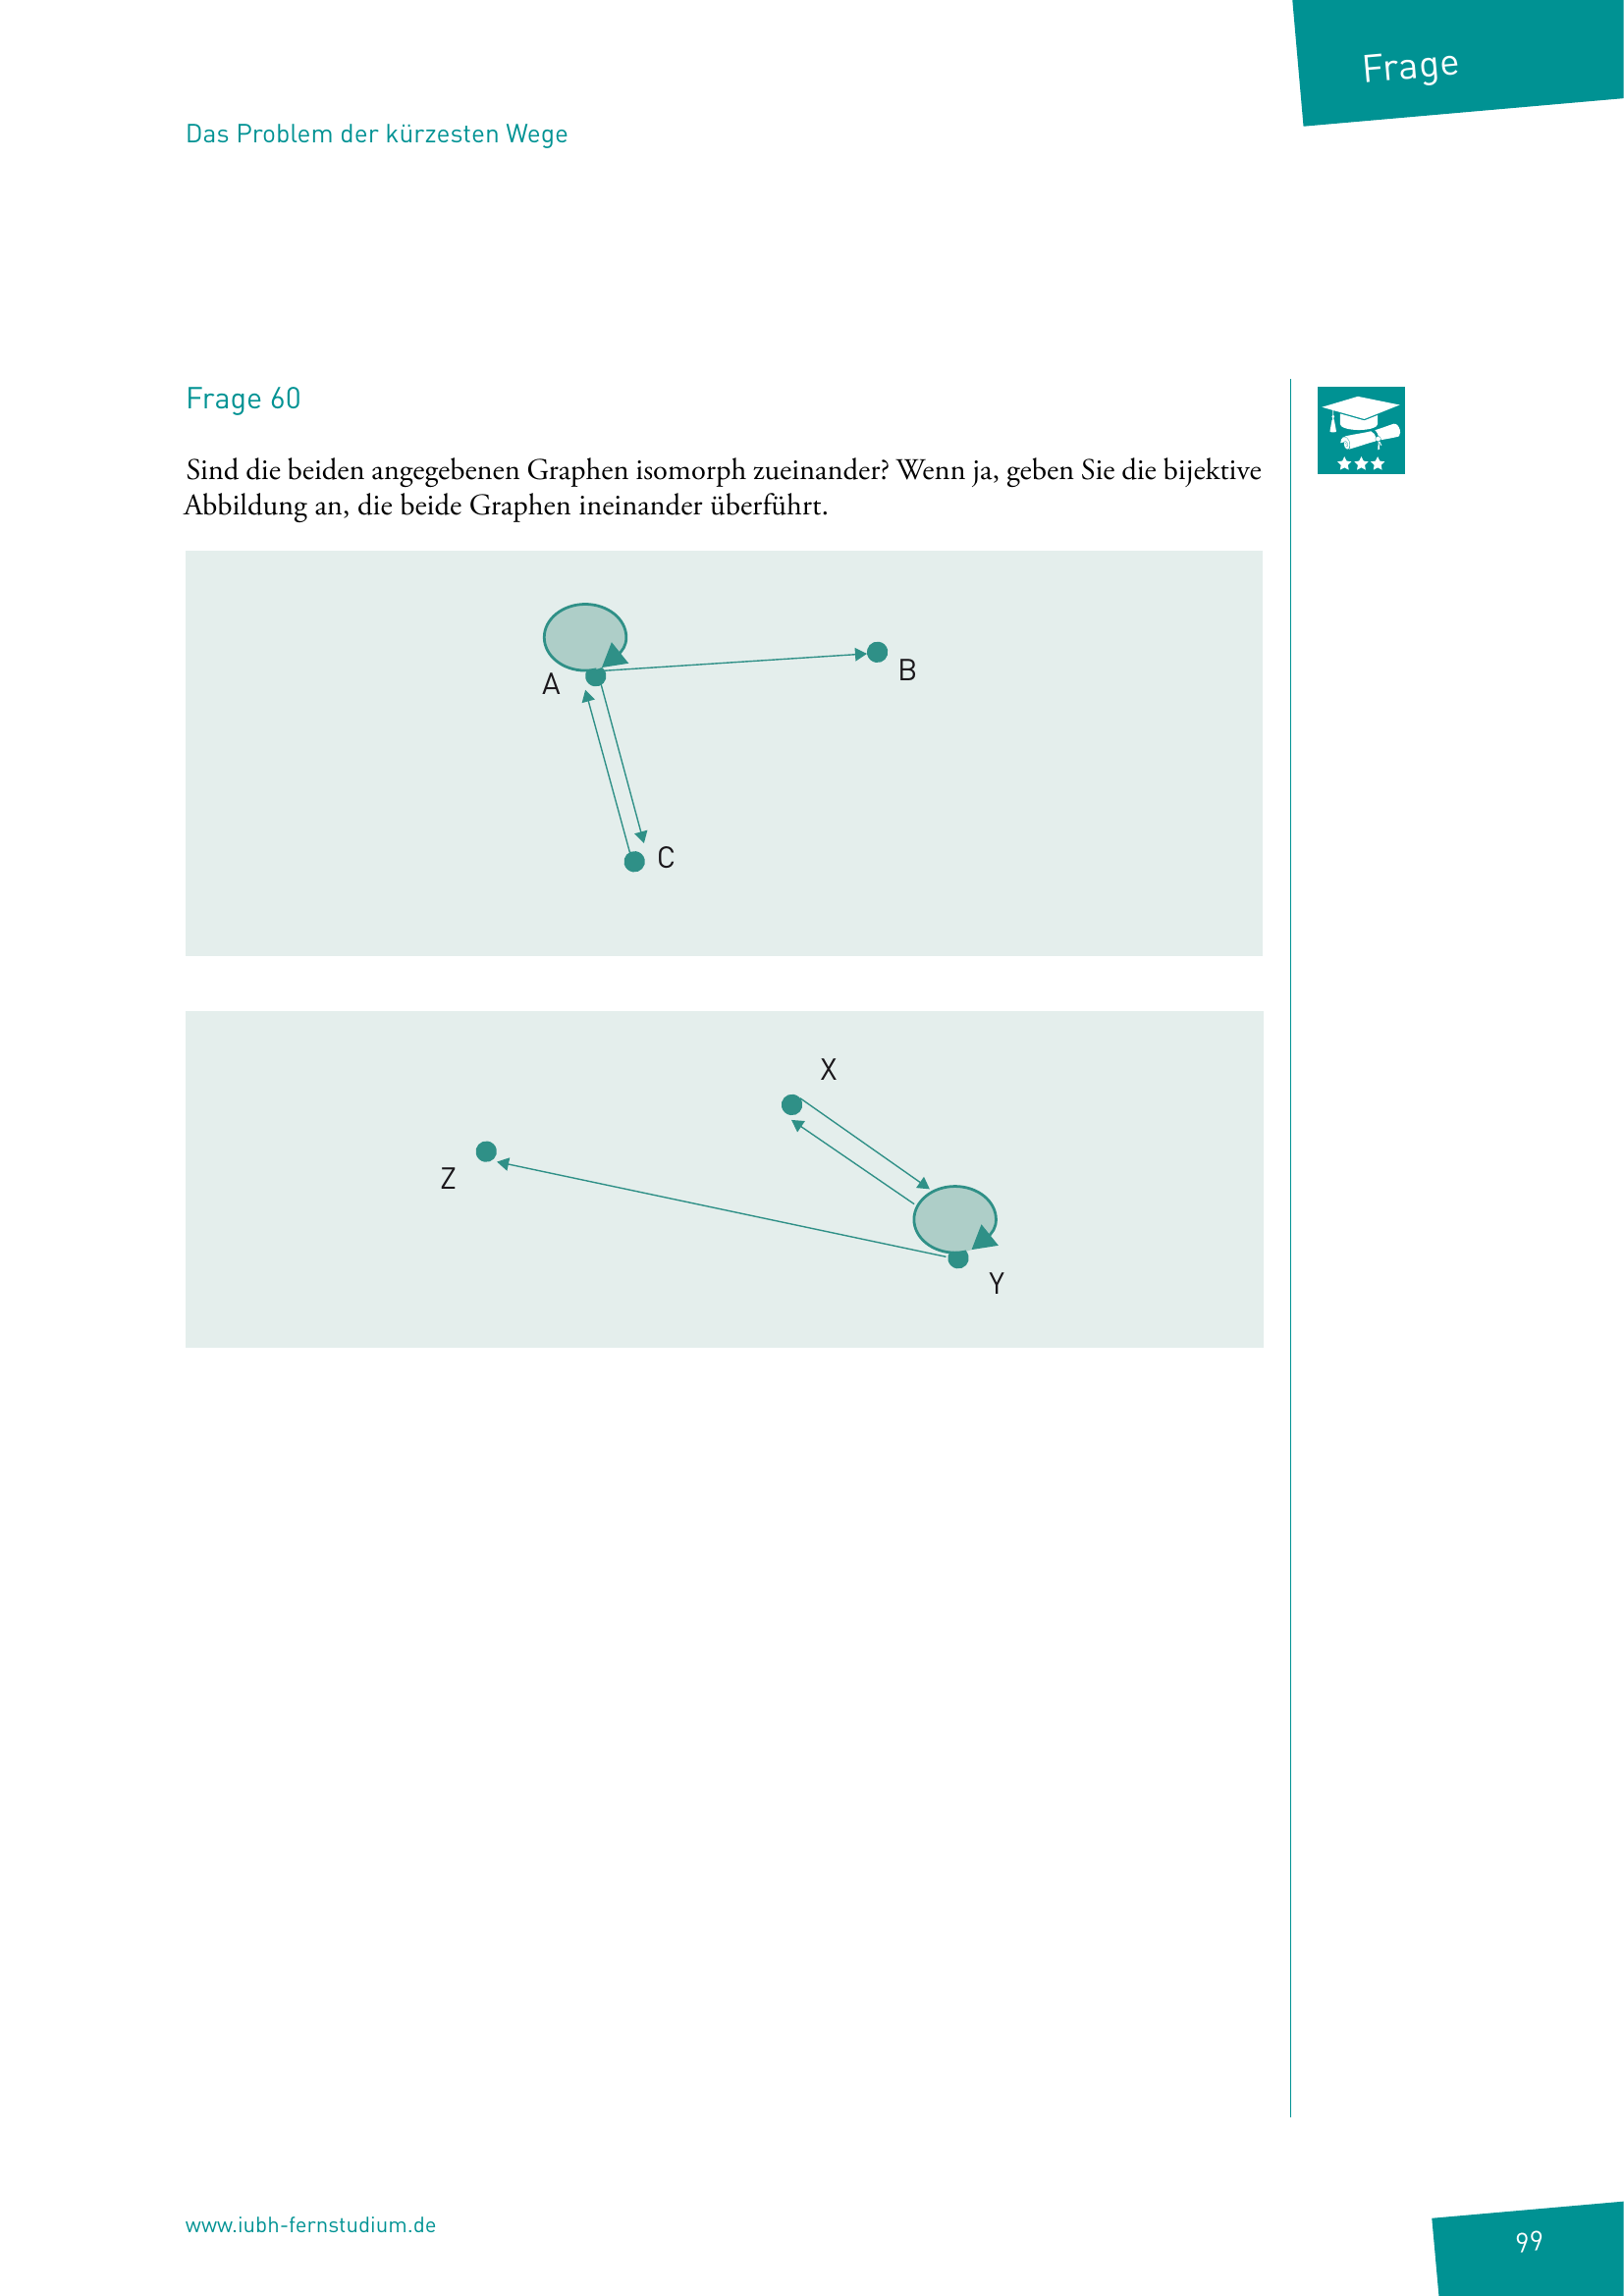 Frage
Das Problem der kürzesten Wege
Frage 60
Sind die beiden angegebenen Graphen isomorph zueinander? Wenn ja, geben Sie die bijektive
Abbildung an, die beide Graphen ineinander überführt.
A
B
C
X
Z
Y
www.iubh-fernstudium.de
99